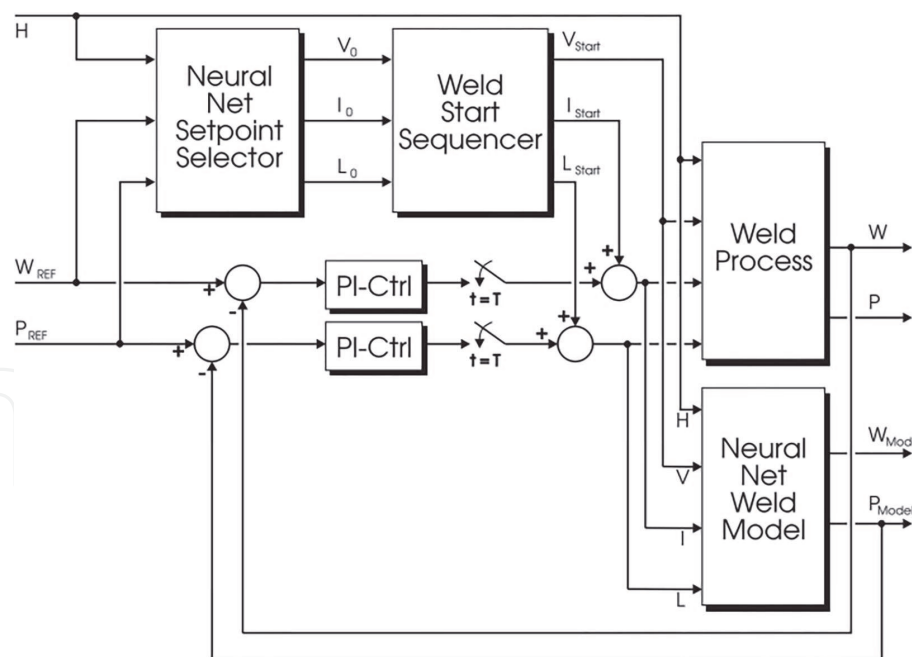 H
Neural
Net
Setpoint
Selector
V0
I0
L0
Weld
Start
Sequencer
VStart
IStart
LStart
WREF
PREF
+
-
+
-
PI-Ctrl
PI-Ctrl
t=T
t=T
+
+
+
+
Weld
Process
W
P
H
V
I
L
Neural
Net
Weld
Model
WMod
PModel